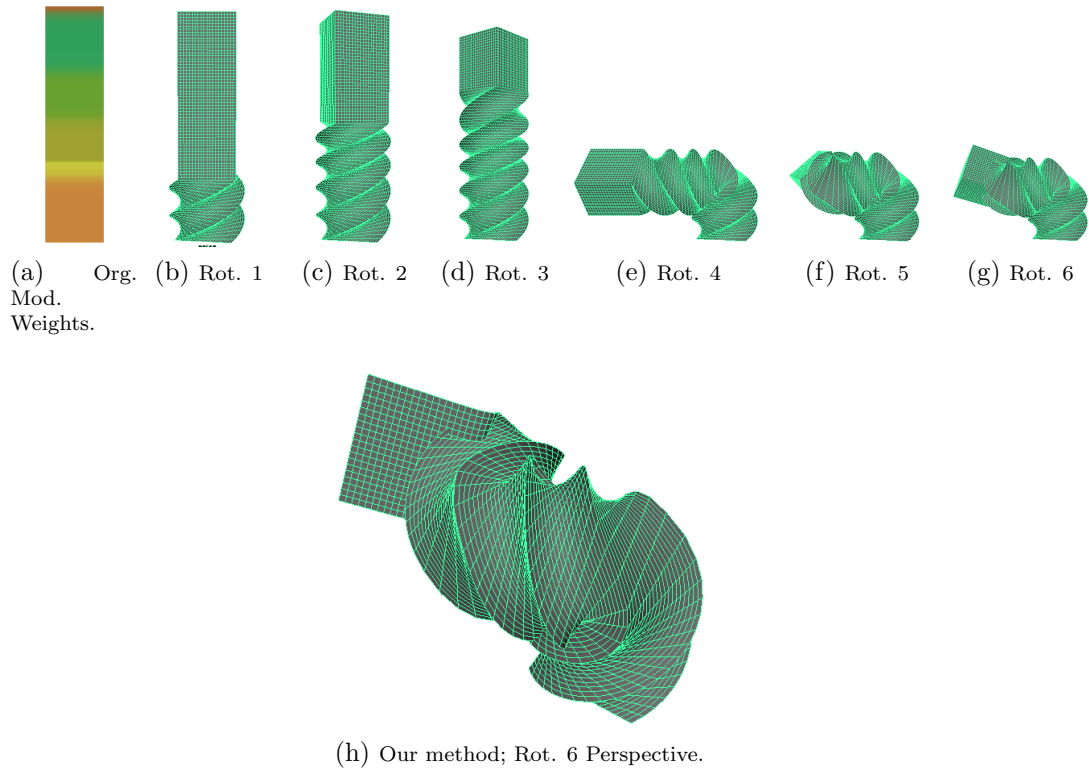 (a) Org. Mod. Weights.
(b) Rot. 1
(c) Rot. 2
(d) Rot. 3
(e) Rot. 4
(f) Rot. 5
(g) Rot. 6
(h) Our method; Rot. 6 Perspective.